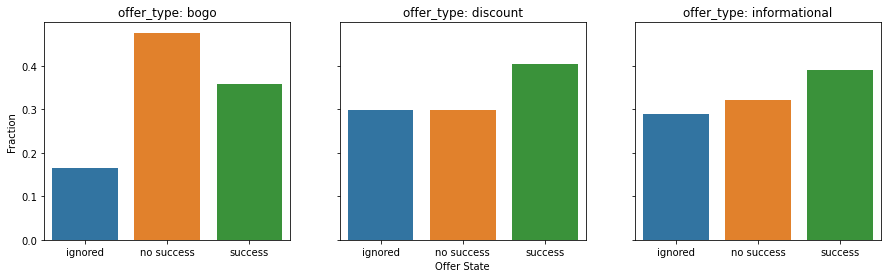 offer_type: bogo
offer_type: discount
offer_type: informational
Fraction
0.4
0.3
0.2
0.1
0.0
ignored
no success
success
ignored
no success
success
ignored
no success
success
Offer State